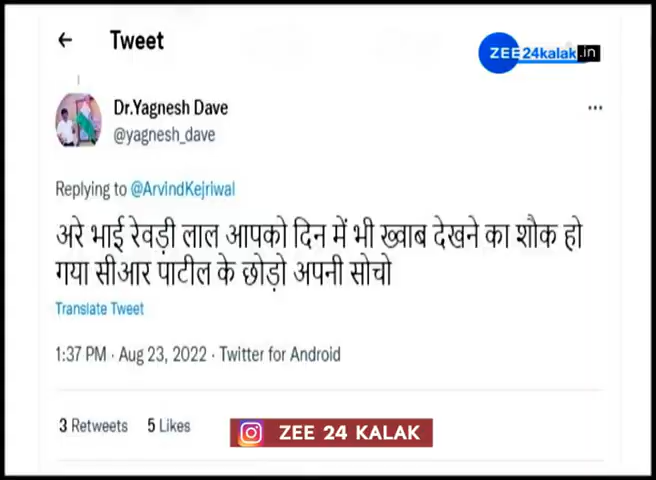 ← Tweet
ZEE24kalak.in
Dr.Yagnesh Dave
@yagnesh_dave
Replying to @ArvindKejriwal
अरे भाई रेवड़ी लाल आपको दिन में भी ख्वाब देखने का शौक हो
गया सीआर पाटील के छोड़ो अपनी सोचो
Translate Tweet
1:37 PM · Aug 23, 2022 · Twitter for Android
3 Retweets 5 Likes
ZEE 24 KALAK